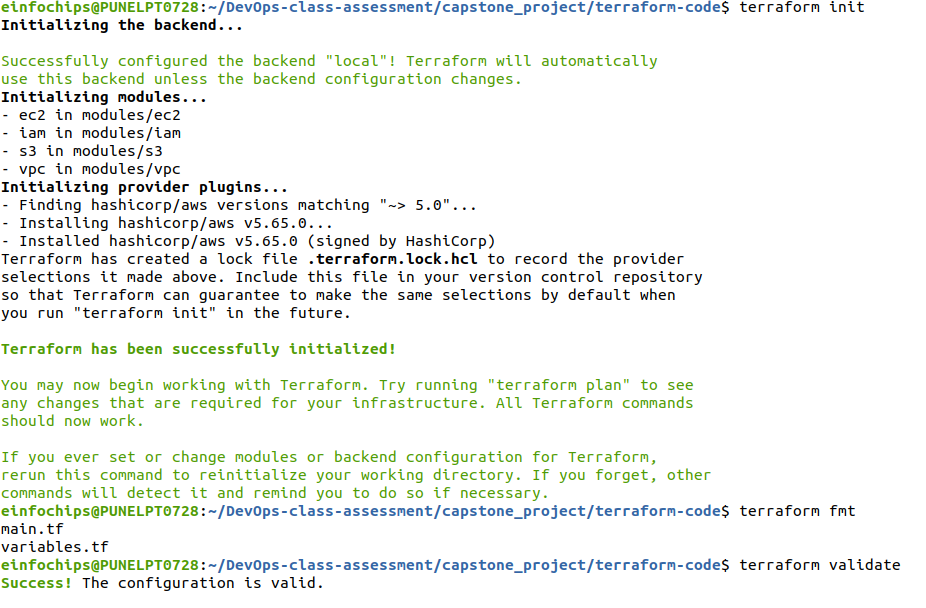 einfochips@PUNELPT0728:~/DevOps-class-assessment/capstone_project/terraform-code$ terraform init
Initializing the backend...
Successfully configured the backend "local"! Terraform will automatically
use this backend unless the backend configuration changes.
Initializing modules...
- ec2 in modules/ec2
- iam in modules/iam
- s3 in modules/s3
- vpc in modules/vpc
Initializing provider plugins...
- Finding hashicorp/aws versions matching "~> 5.0"...
- Installing hashicorp/aws v5.65.0...
- Installed hashicorp/aws v5.65.0 (signed by HashiCorp)
Terraform has created a lock file .terraform.lock.hcl to record the provider
selections it made above. Include this file in your version control repository
so that Terraform can guarantee to make the same selections by default when
you run "terraform init" in the future.
Terraform has been successfully initialized!
You may now begin working with Terraform. Try running "terraform plan" to see
any changes that are required for your infrastructure. All Terraform commands
should now work.
If you ever set or change modules or backend configuration for Terraform,
rerun this command to reinitialize your working directory. If you forget, other
commands will detect it and remind you to do so if necessary.
einfochips@PUNELPT0728:~/DevOps-class-assessment/capstone_project/terraform-code$ terraform fmt
main.tf
variables.tf
einfochips@PUNELPT0728:~/DevOps-class-assessment/capstone_project/terraform-code$ terraform validate
Success! The configuration is valid.